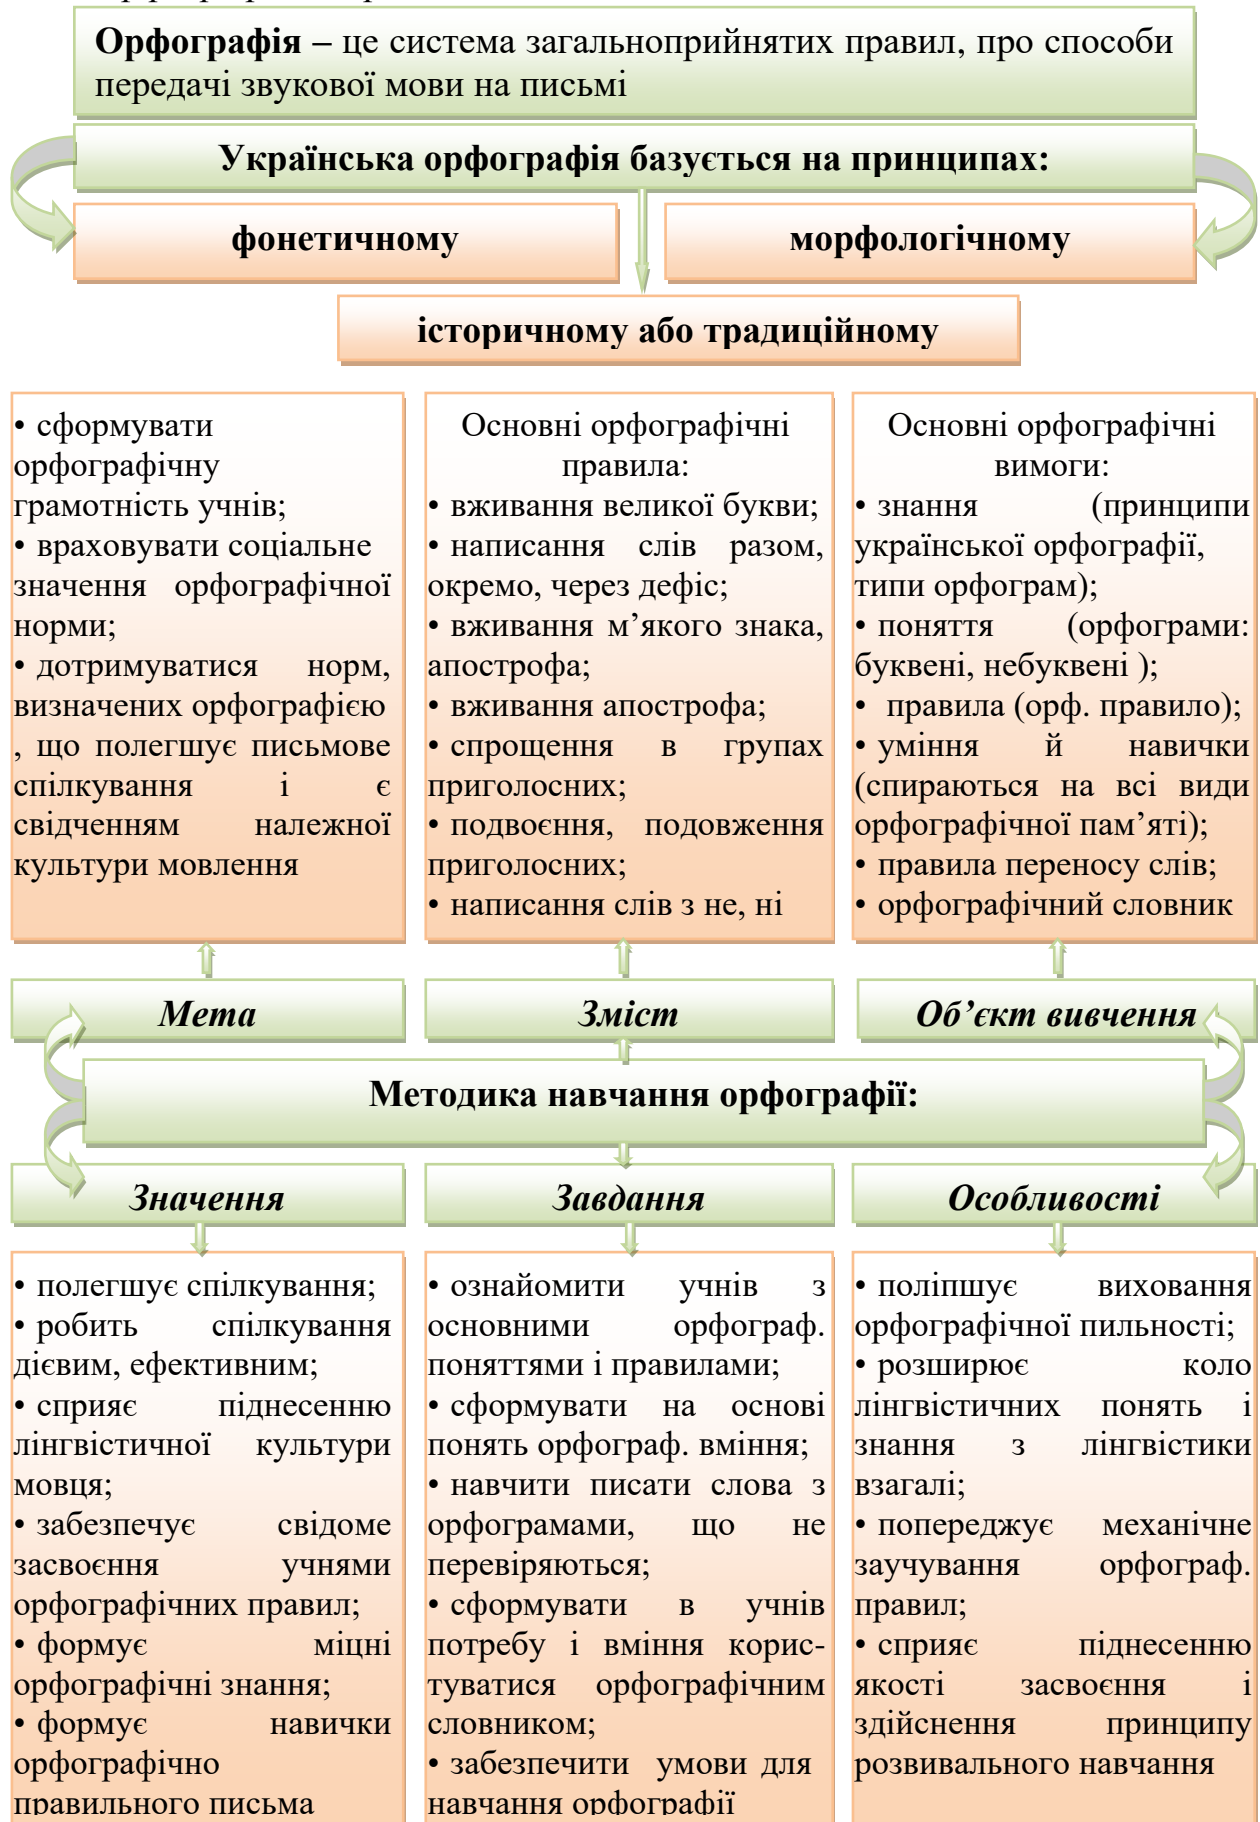 Орфографія – це система загальноприйнятих правил, про способи
передачі звукової мови на письмі
Українська орфографія базується на принципах:
фонетичному
морфологічному
історичному або традиційному
• сформувати
орфографічну
грамотність учнів;
• враховувати соціальне
значення орфографічної
норми;
• дотримуватися норм,
визначених орфографією
, що полегшує письмове
спілкування і є
свідченням належної
культури мовлення
Основні орфографічні
правила:
• вживання великої букви;
• написання слів разом,
окремо, через дефіс;
• вживання м’якого знака,
апострофа;
• вживання апострофа;
• спрощення в групах
приголосних;
• подвоєння, подовження
приголосних;
• написання слів з не, ні
Основні орфографічні
вимоги:
• знання (принципи
української орфографії,
типи орфограм);
• поняття (орфограми:
буквені, небуквені );
• правила (орф. правило);
• уміння й навички
(спираються на всі види
орфографічної пам’яті);
• правила переносу слів;
• орфографічний словник
Мета
Зміст
Об’єкт вивчення
Методика навчання орфографії:
Значення
Завдання
Особливості
• полегшує спілкування;
• робить спілкування
дієвим, ефективним;
• сприяє піднесенню
лінгвістичної культури
мовця;
• забезпечує свідоме
засвоєння учнями
орфографічних правил;
• формує міцні
орфографічні знання;
• формує навички
орфографічно
правильного письма
• ознайомити учнів з
основними орфограф.
поняттями і правилами;
• сформувати на основі
понять орфограф. вміння;
• навчити писати слова з
орфограмами, що не
перевіряються;
• сформувати в учнів
потребу і вміння корис-
туватися орфографічним
словником;
• забезпечити умови для
навчання орфографії
• поліпшує виховання
орфографічної пильності;
• розширює коло
лінгвістичних понять і
знання з лінгвістики
взагалі;
• попереджує механічне
заучування орфограф.
правил;
• сприяє піднесенню
якості засвоєння і
здійснення принципу
розвивального навчання